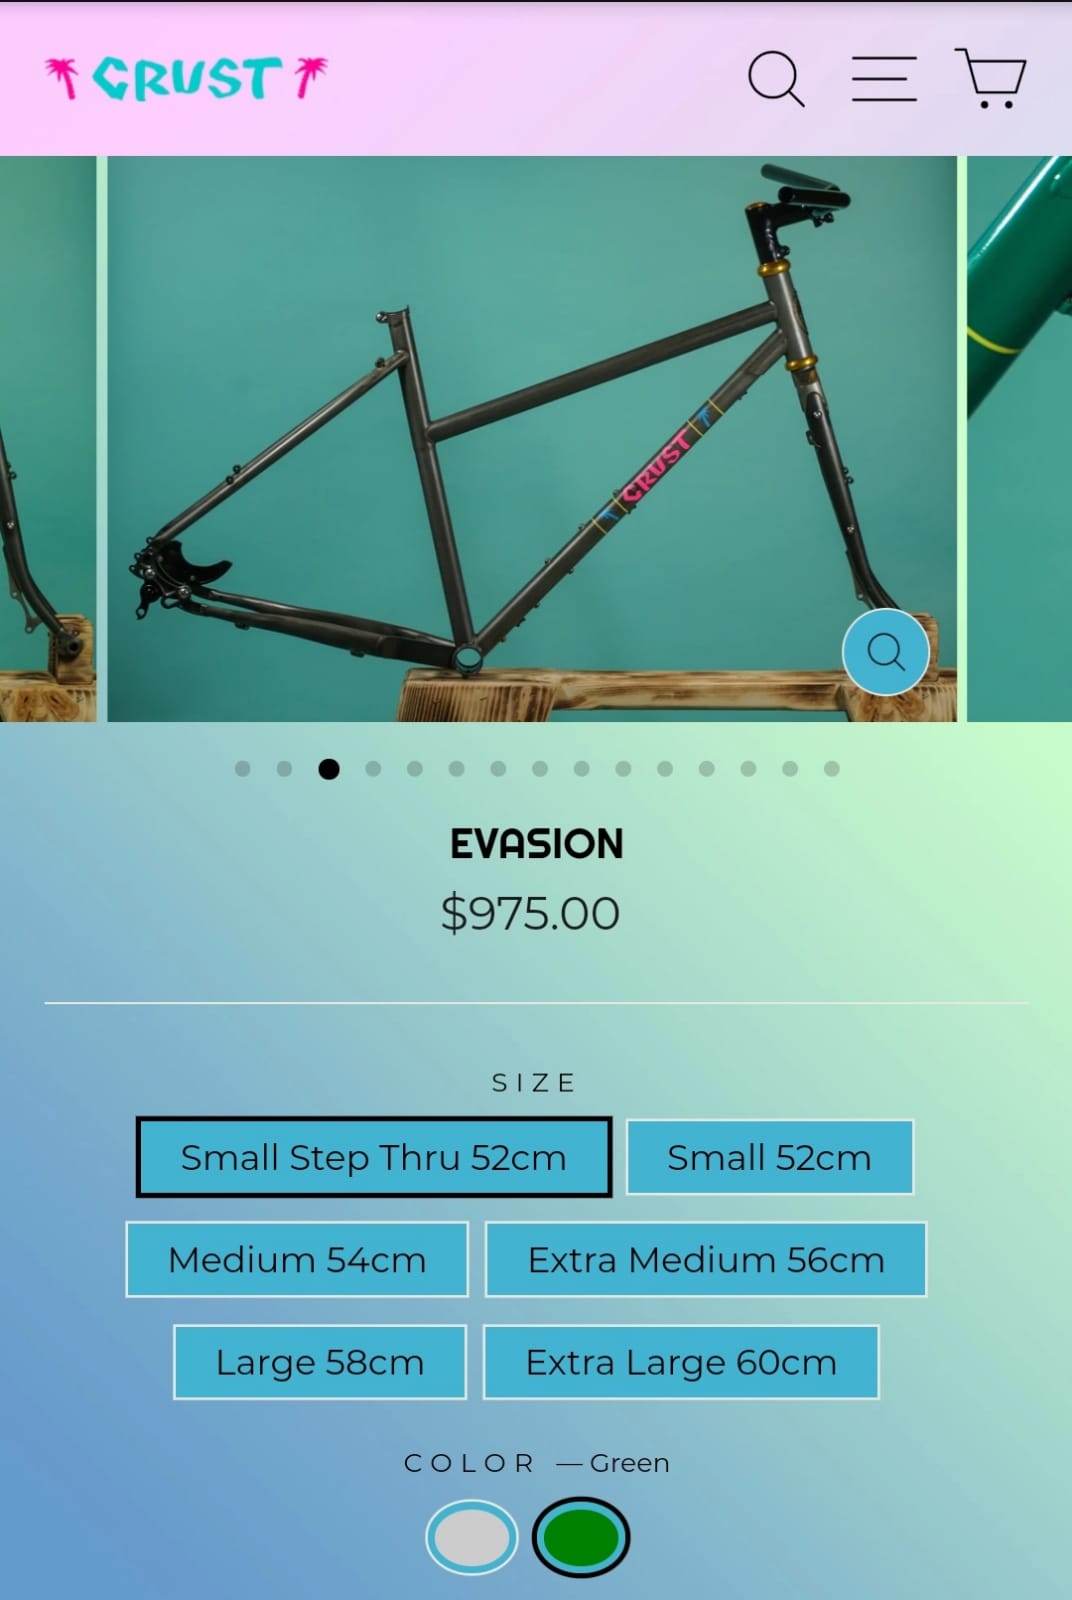 CRUST
CRUST
EVASION
$975.00
SIZE
Small Step Thru 52cm
Small 52cm
Medium 54cm
Extra Medium 56cm
Large 58cm
Extra Large 60cm
COLOR — Green